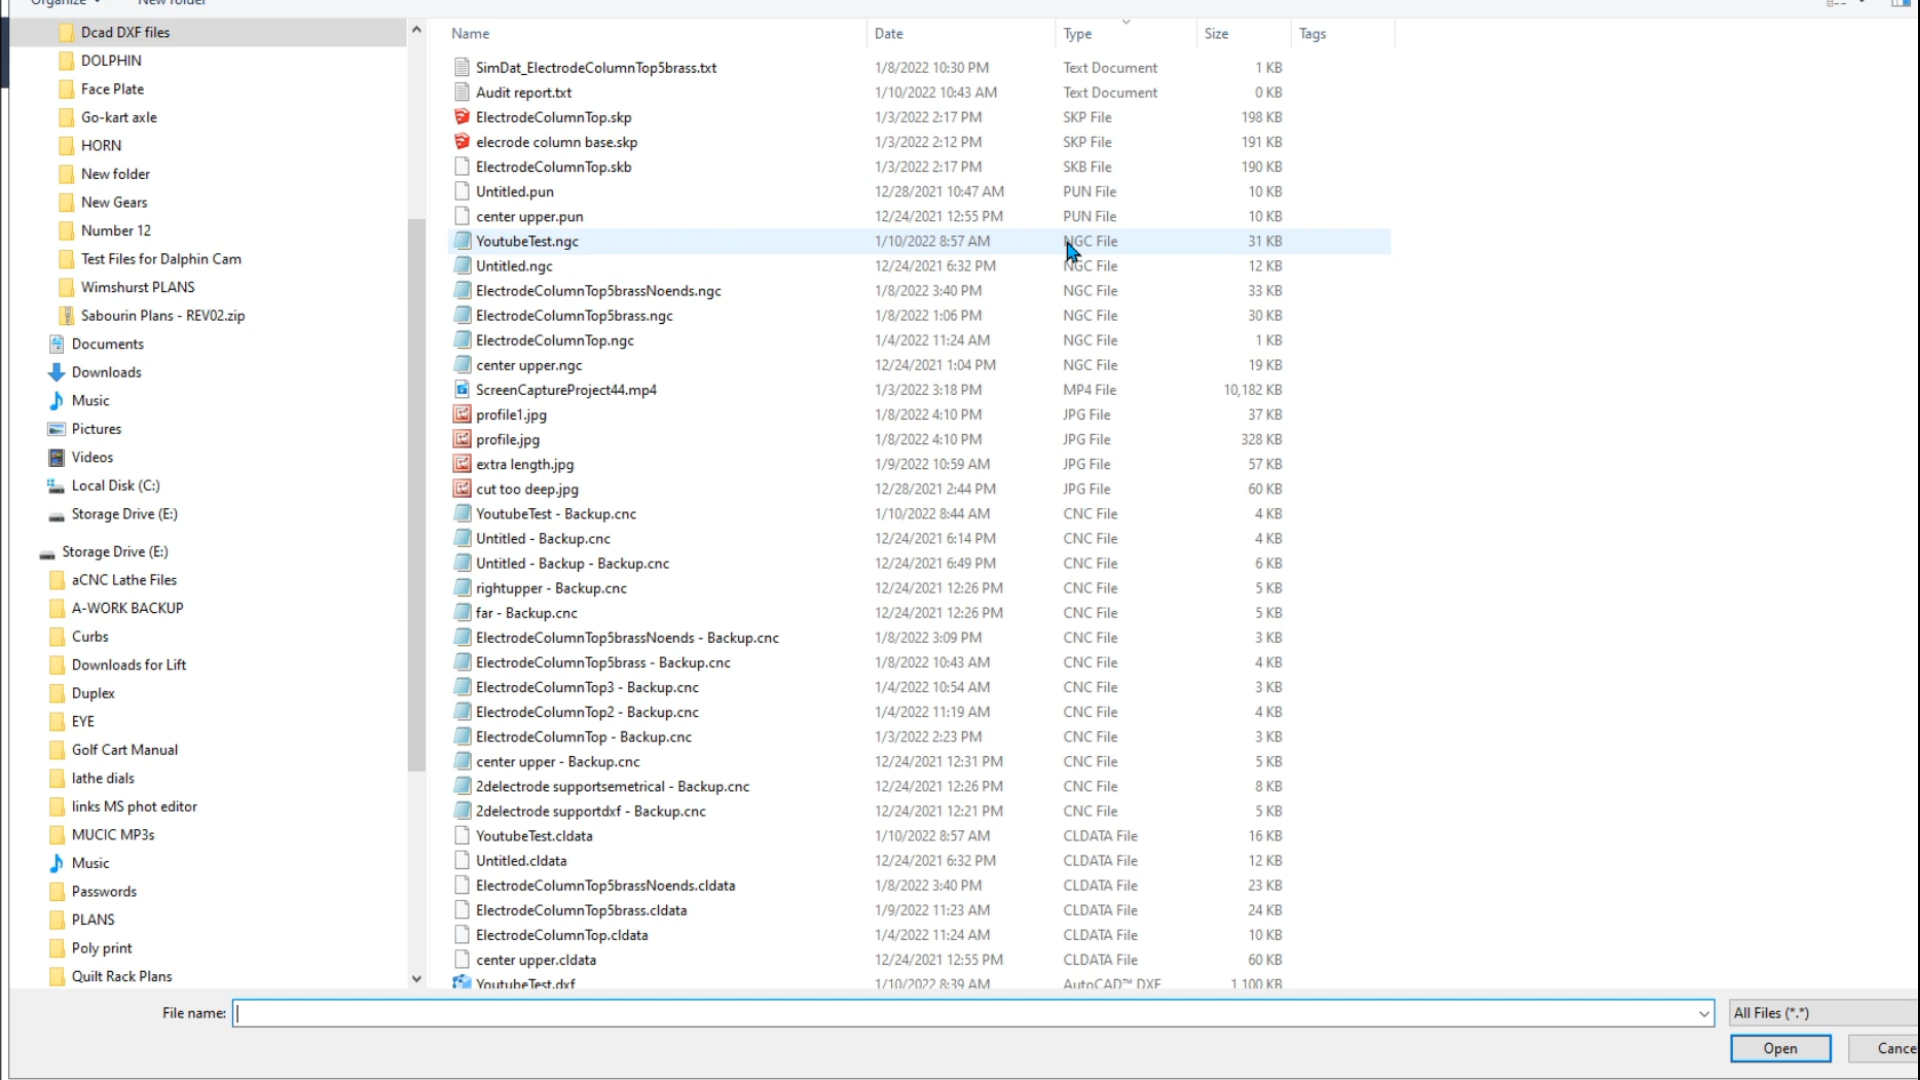 Organize New folder
Dcad DXF files
DOLPHIN
Face Plate
Go-kart axle
HORN
New folder
New Gears
Number 12
Test Files for Dalphin Cam
Wimshurst PLANS
Sabourin Plans - REV02.zip
Documents
Downloads
Music
Pictures
Videos
Local Disk (C:)
Storage Drive (E:)
Storage Drive (E:)
aCNC Lathe Files
A-WORK BACKUP
Curbs
Downloads for Lift
Duplex
EYE
Golf Cart Manual
lathe dials
links MS phot editor
MUCIC MP3s
Music
Passwords
PLANS
Poly print
Quilt Rack Plans
Name Date Type Size Tags
SimDat_ElectrodeColumnTop5brass.txt 1/8/2022 10:30 PM Text Document 1 KB
Audit report.txt 1/10/2022 10:43 AM Text Document 0 KB
ElectrodeColumnTop.skp 1/3/2022 2:17 PM SKP File 198 KB
elecrode column base.skp 1/3/2022 2:12 PM SKP File 191 KB
ElectrodeColumnTop.skb 1/3/2022 2:17 PM SKB File 190 KB
Untitled.pun 12/28/2021 10:47 AM PUN File 10 KB
center upper.pun 12/24/2021 12:55 PM PUN File 10 KB
YoutubeTest.ngc 1/10/2022 8:57 AM NGC File 31 KB
Untitled.ngc 12/24/2021 6:32 PM NGC File 12 KB
ElectrodeColumnTop5brassNoends.ngc 1/8/2022 3:40 PM NGC File 33 KB
ElectrodeColumnTop5brass.ngc 1/8/2022 1:06 PM NGC File 30 KB
ElectrodeColumnTop.ngc 1/4/2022 11:24 AM NGC File 1 KB
center upper.ngc 12/24/2021 1:04 PM NGC File 19 KB
ScreenCaptureProject44.mp4 1/3/2022 3:18 PM MP4 File 10,182 KB
profile1.jpg 1/8/2022 4:10 PM JPG File 37 KB
profile.jpg 1/8/2022 4:10 PM JPG File 328 KB
extra length.jpg 1/9/2022 10:59 AM JPG File 57 KB
cut too deep.jpg 12/28/2021 2:44 PM JPG File 60 KB
YoutubeTest - Backup.cnc 1/10/2022 8:44 AM CNC File 4 KB
Untitled - Backup.cnc 12/24/2021 6:14 PM CNC File 4 KB
Untitled - Backup - Backup.cnc 12/24/2021 6:49 PM CNC File 6 KB
rightupper - Backup.cnc 12/24/2021 12:26 PM CNC File 5 KB
far - Backup.cnc 12/24/2021 12:26 PM CNC File 5 KB
ElectrodeColumnTop5brassNoends - Backup.cnc 1/8/2022 3:09 PM CNC File 3 KB
ElectrodeColumnTop5brass - Backup.cnc 1/8/2022 10:43 AM CNC File 4 KB
ElectrodeColumnTop3 - Backup.cnc 1/4/2022 10:54 AM CNC File 3 KB
ElectrodeColumnTop2 - Backup.cnc 1/4/2022 11:19 AM CNC File 4 KB
ElectrodeColumnTop - Backup.cnc 1/3/2022 2:23 PM CNC File 3 KB
center upper - Backup.cnc 12/24/2021 12:31 PM CNC File 5 KB
2delectrode supportsemetrical - Backup.cnc 12/24/2021 12:26 PM CNC File 8 KB
2delectrode supportdxf - Backup.cnc 12/24/2021 12:21 PM CNC File 5 KB
YoutubeTest.cldata 1/10/2022 8:57 AM CLDATA File 16 KB
Untitled.cldata 12/24/2021 6:32 PM CLDATA File 12 KB
ElectrodeColumnTop5brassNoends.cldata 1/8/2022 3:40 PM CLDATA File 23 KB
ElectrodeColumnTop5brass.cldata 1/9/2022 11:23 AM CLDATA File 24 KB
ElectrodeColumnTop.cldata 1/4/2022 11:24 AM CLDATA File 10 KB
center upper.cldata 12/24/2021 12:55 PM CLDATA File 60 KB
YoutubeTest.dxf 1/10/2022 8:39 AM AutoCAD™ DXF 1,100 KB
File name: All Files (*.*)
Open Cance